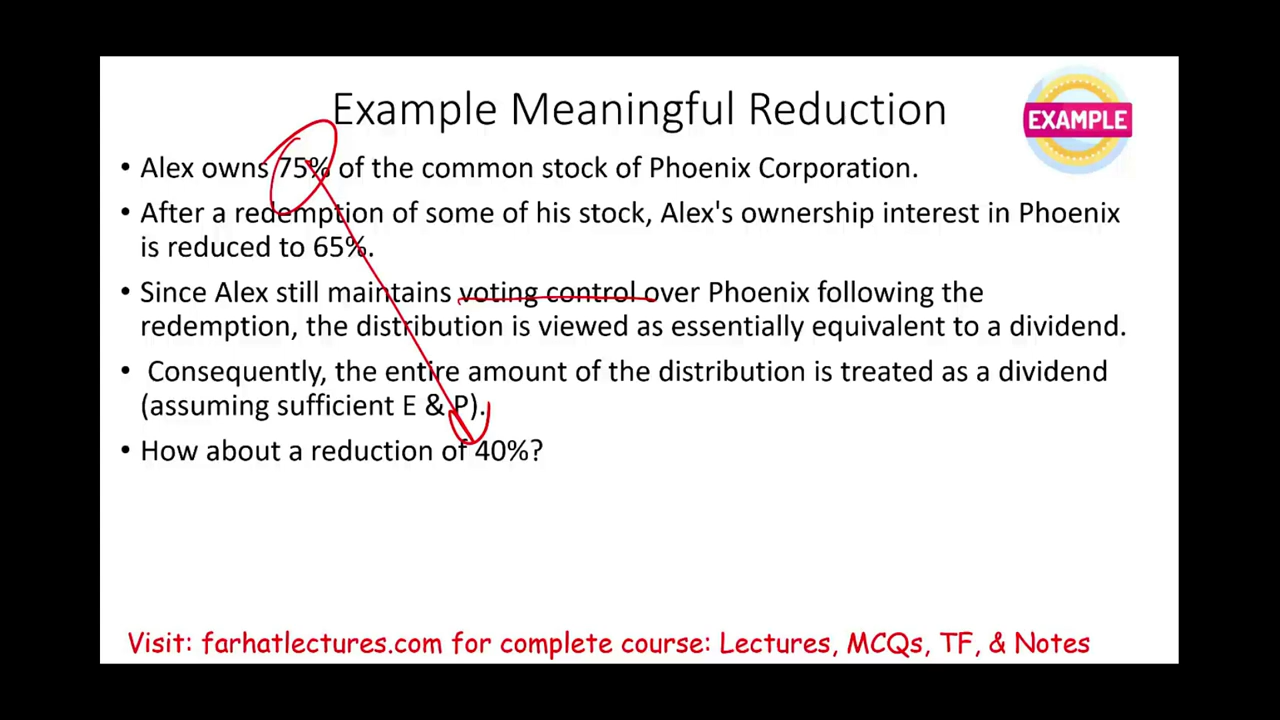 Example Meaningful Reduction
EXAMPLE
• Alex owns 75% of the common stock of Phoenix Corporation.
• After a redemption of some of his stock, Alex's ownership interest in Phoenix
is reduced to 65%.
• Since Alex still maintains voting control over Phoenix following the
redemption, the distribution is viewed as essentially equivalent to a dividend.
• Consequently, the entire amount of the distribution is treated as a dividend
(assuming sufficient E & P).
• How about a reduction of 40%?
Visit: farhatlectures.com for complete course: Lectures, MCQs, TF, & Notes